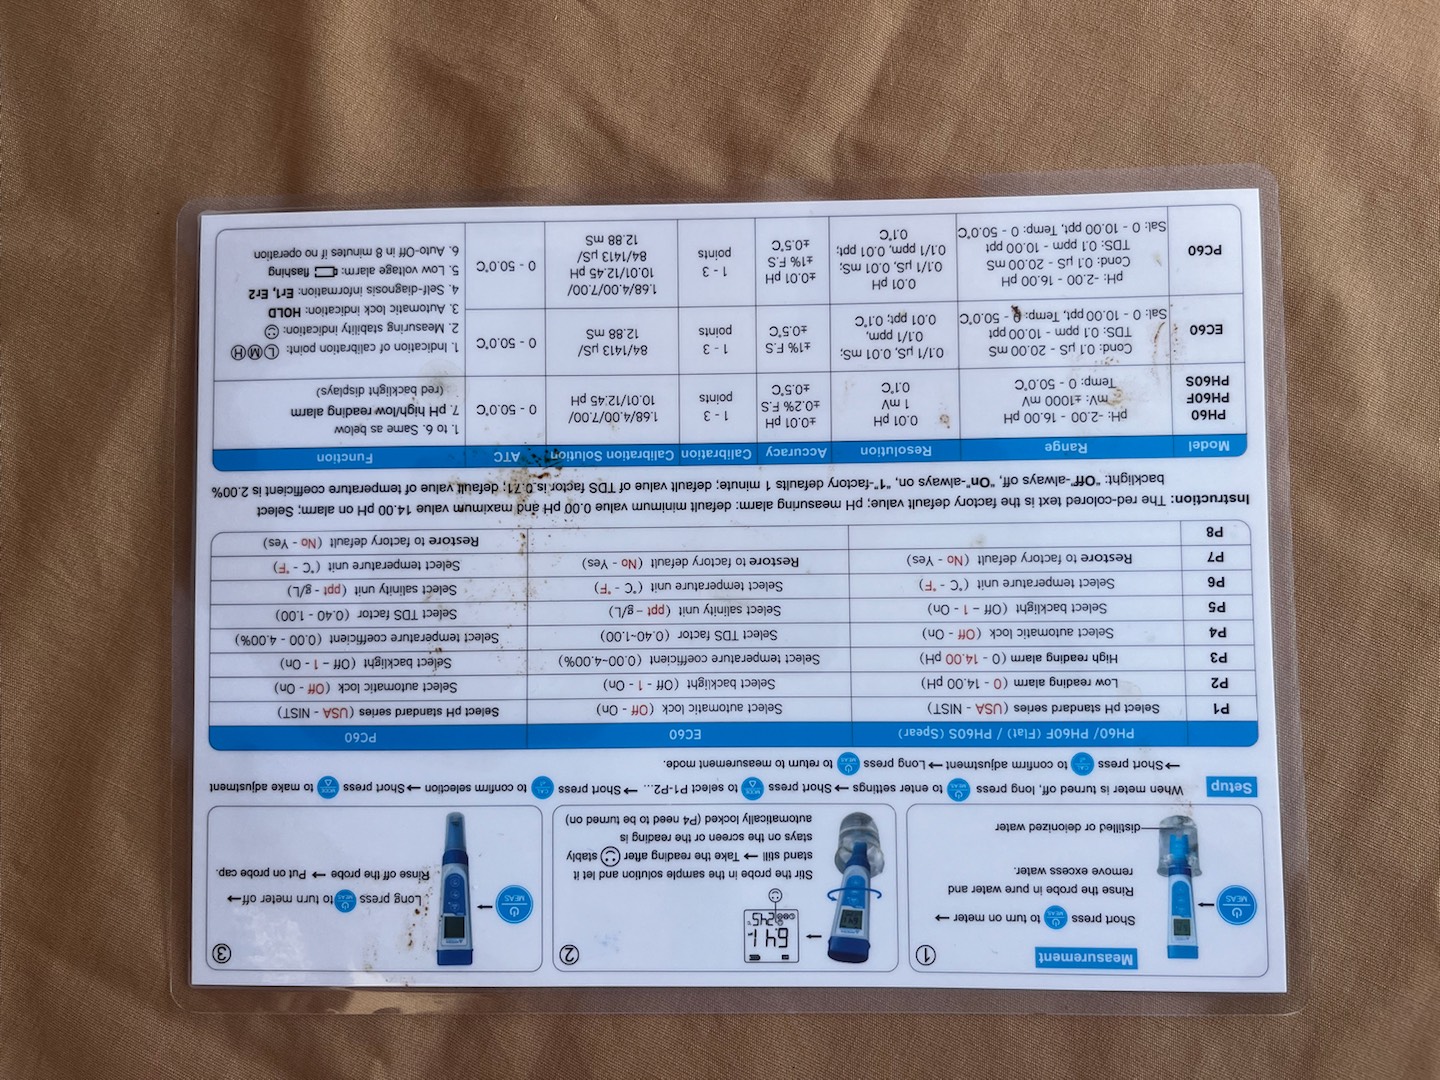 Measurement
1
Short press MEAS to turn on meter →
Rinse the probe in pure water and
remove excess water.
distilled or deionized water
2
6.41
24.5
Stir the probe in the sample solution and let it
stand still → Take the reading after stably
stays on the screen or the reading is
automatically locked (P4 need to be turned on)
3
Long press MEAS to turn meter off →
Rinse off the probe → Put on probe cap.
Setup When meter is turned off, long press MEAS to enter settings → Short press MODE to select P1-P2... → Short press CAL to confirm selection → Short press MODE to make adjustment
→ Short press CAL to confirm adjustment → Long press MEAS to return to measurement mode.
PH60/ PH60F (Flat) / PH60S (Spear) EC60 PC60
P1 Select pH standard series (USA - NIST) Select automatic lock (Off - On) Select pH standard series (USA - NIST)
P2 Low reading alarm (0 - 14.00 pH) Select backlight (Off - 1 - On) Select automatic lock (Off - On)
P3 High reading alarm (0 - 14.00 pH) Select temperature coefficient (0.00~4.00% Select backlight (Off - 1 - On)
P4 Select automatic lock (Off - On) Select TDS factor (0.40~1.00) Select temperature coefficient (0.00 - 4.00%)
P5 Select backlight (Off - 1 - On) Select salinity unit (ppt - g/L) Select TDS factor (0.40 - 1.00)
P6 Select temperature unit (°C - °F) Select temperature unit (°C - °F) Select salinity unit (ppt - g/L)
P7 Restore to factory default (No - Yes) Restore to factory default (No - Yes) Select temperature unit (°C - °F)
P8 Restore to factory default (No - Yes)
Instruction: The red-colored text is the factory default value; pH measuring alarm: default minimum value 0.00 pH and maximum value 14.00 pH on alarm; Select
backlight: "Off"-always off, "On"-always on, "1"-factory defaults 1 minute; default value of TDS factor is 0.71; default value of temperature coefficient is 2.00%
Model Range Resolution Accuracy Calibration Calibration Solution ATC Function
PH60
PH60F
PH60S
pH: -2.00 - 16.00 pH
mV: ±1000 mV
Temp: 0 - 50.0°C
0.01 pH
1 mV
0.1°C
±0.01 pH
±0.2% F.S
±0.5°C
1 - 3
points
1.68/4.00/7.00/
10.01/12.45 pH
0 - 50.0°C
1. to 6. Same as below
7. pH high/low reading alarm
(red backlight displays)
EC60
Cond: 0.1 μS - 20.00 mS
TDS: 0.1 ppm - 10.00 ppt
Sal: 0 - 10.00 ppt, Temp: 0 - 50.0°C
0.1/1 μS, 0.01 mS;
0.1/1 ppm,
0.01 ppt; 0.1°C
±1% F.S
±0.5°C
1 - 3
points
84/1413 μS/
12.88 mS
0 - 50.0°C
1. Indication of calibration point: L M H
2. Measuring stability indication:
3. Automatic lock indication: HOLD
4. Self-diagnosis information: Er1, Er2
5. Low voltage alarm: flashing
6. Auto-Off in 8 minutes if no operation
PC60
pH: -2.00 - 16.00 pH
Cond: 0.1 μS - 20.00 mS
TDS: 0.1 ppm - 10.00 ppt
Sal: 0 - 10.00 ppt, Temp: 0 - 50.0°C
0.01 pH
0.1/1 μS, 0.01 mS;
0.1/1 ppm, 0.01 ppt;
0.1°C
±0.01 pH
±1% F.S
±0.5°C
1 - 3
points
1.68/4.00/7.00/
10.01/12.45 pH
84/1413 μS/
12.88 mS
0 - 50.0°C